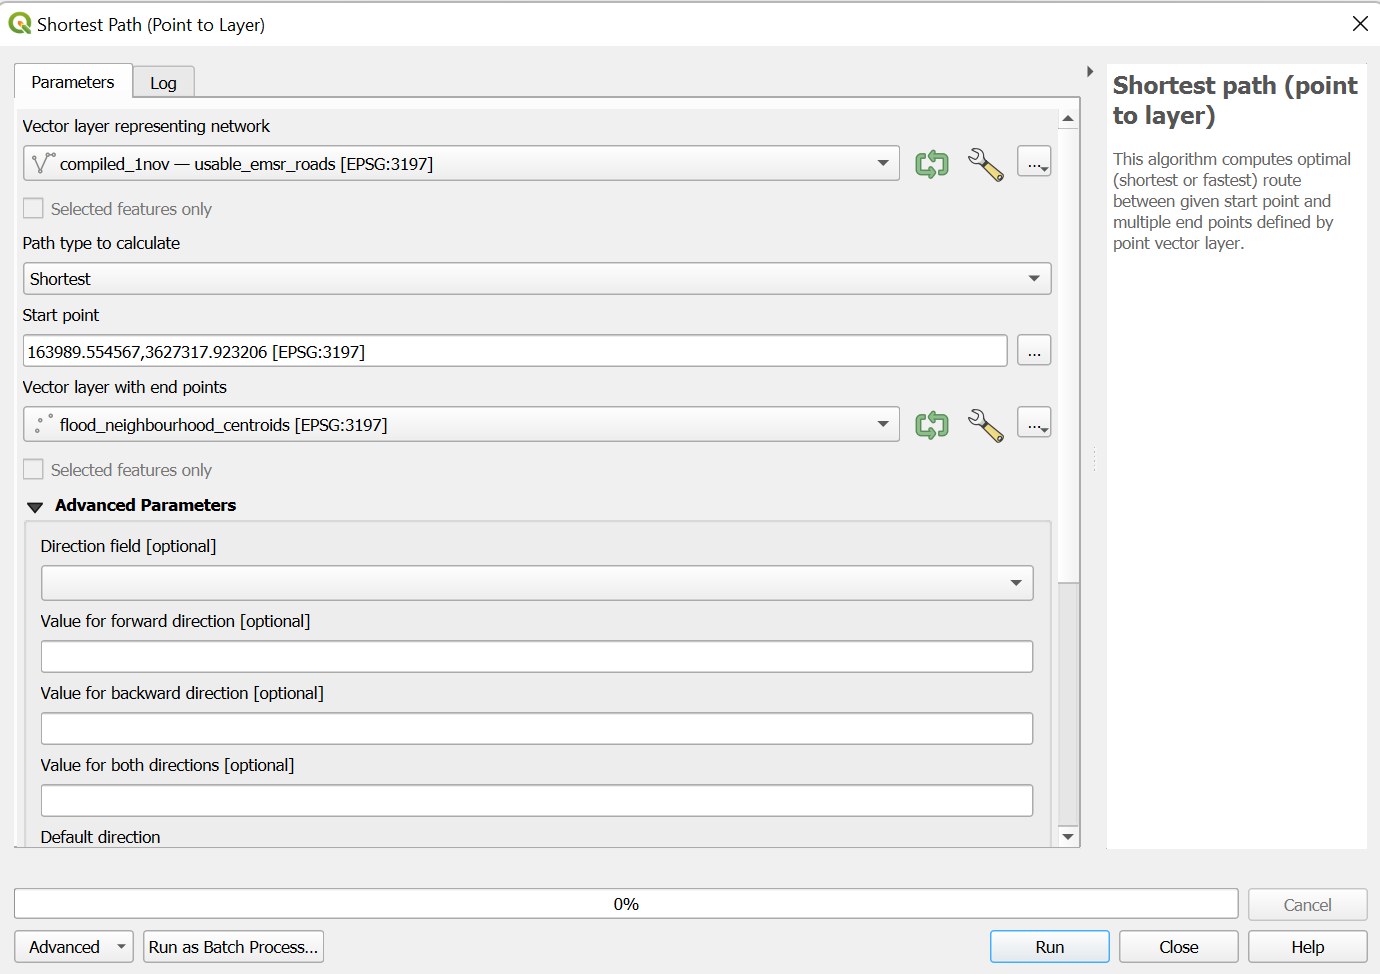 Shortest Path (Point to Layer)
Parameters
Log
Vector layer representing network
compiled_1nov — usable_emsr_roads [EPSG:3197]
...
Selected features only
Path type to calculate
Shortest
Start point
163989.554567,3627317.923206 [EPSG:3197]
...
Vector layer with end points
flood_neighbourhood_centroids [EPSG:3197]
...
Selected features only
Advanced Parameters
Direction field [optional]
Value for forward direction [optional]
Value for backward direction [optional]
Value for both directions [optional]
Default direction
Shortest path (point
to layer)
This algorithm computes optimal
(shortest or fastest) route
between given start point and
multiple end points defined by
point vector layer.
0%
Cancel
Advanced
Run as Batch Process...
Run
Close
Help